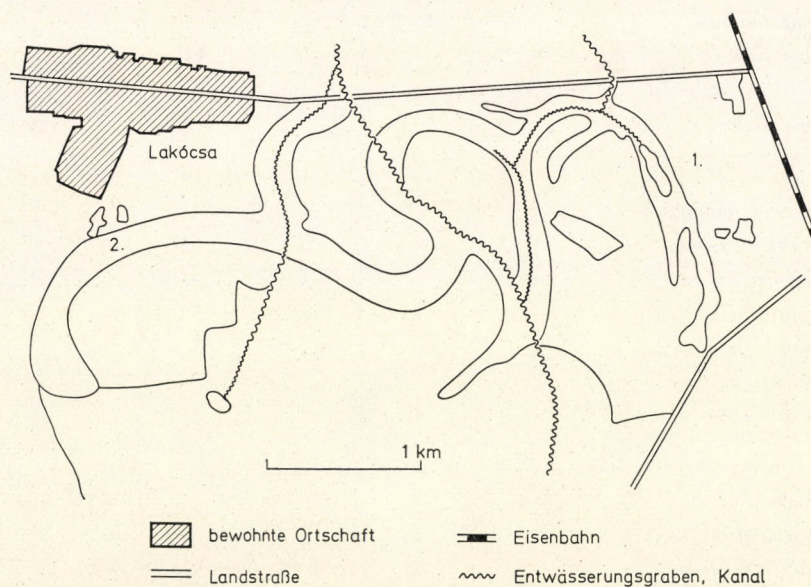 Lakócsa
1.
2.
1 km
bewohnte Ortschaft
Eisenbahn
Landstraße
Entwässerungsgraben, Kanal